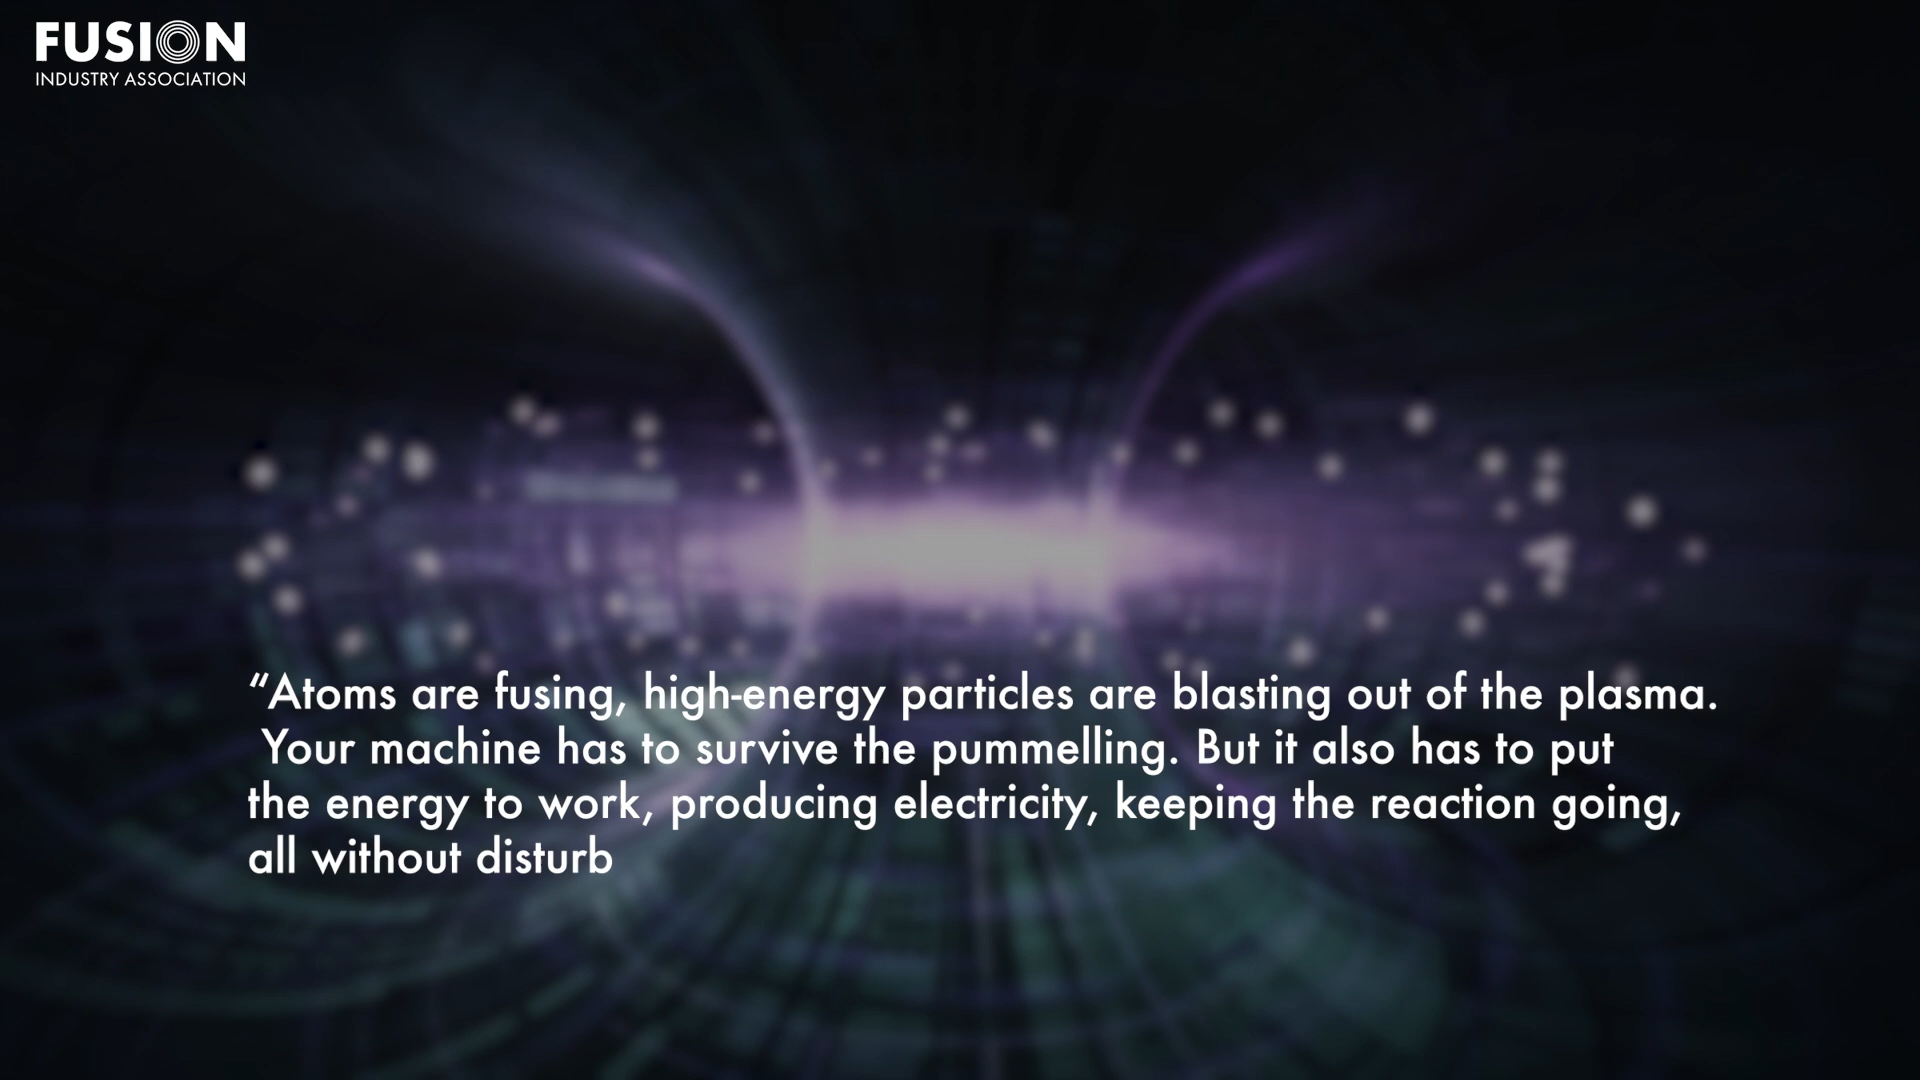 FUSION
INDUSTRY ASSOCIATION
“Atoms are fusing, high-energy particles are blasting out of the plasma.
Your machine has to survive the pummelling. But it also has to put
the energy to work, producing electricity, keeping the reaction going,
all without disturb